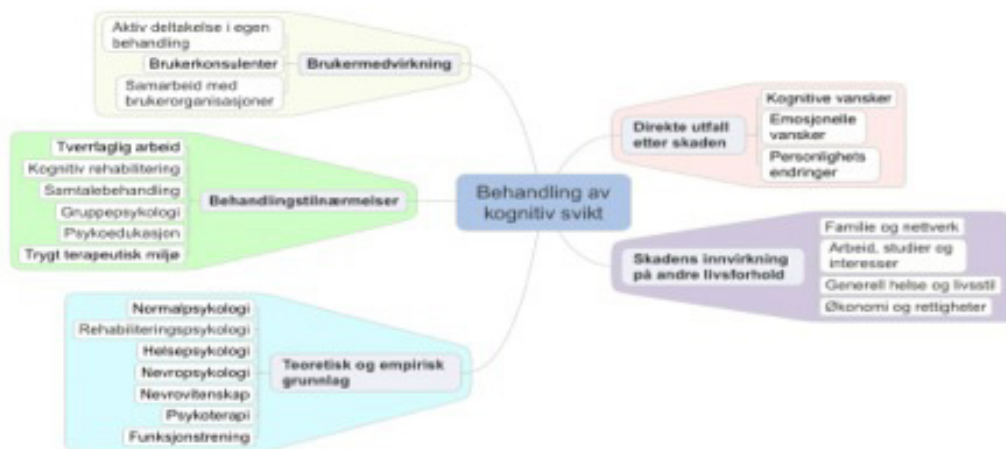 Aktiv deltakelse i egen
behandling
Brukerkonsulenter
Samarbeid med
brukerorganisasjoner
Brukermedvirkning
Tverrfaglig arbeid
Kognitiv rehabilitering
Samtalebehandling
Gruppepsykologi
Psykoedukasjon
Trygt terapeutisk miljø
Behandlingstilnærmelser
Normalpsykologi
Rehabiliteringspsykologi
Helsepsykologi
Nevropsykologi
Nevrovitenskap
Psykoterapi
Funksjonstrening
Teoretisk og empirisk
grunnlag
Behandling av
kognitiv svikt
Direkte utfall
etter skaden
Kognitive vansker
Emosjonelle
vansker
Personlighets
endringer
Skadens innvirkning
på andre livsforhold
Familie og nettverk
Arbeid, studier og
interesser
Generell helse og livsstil
Økonomi og rettigheter